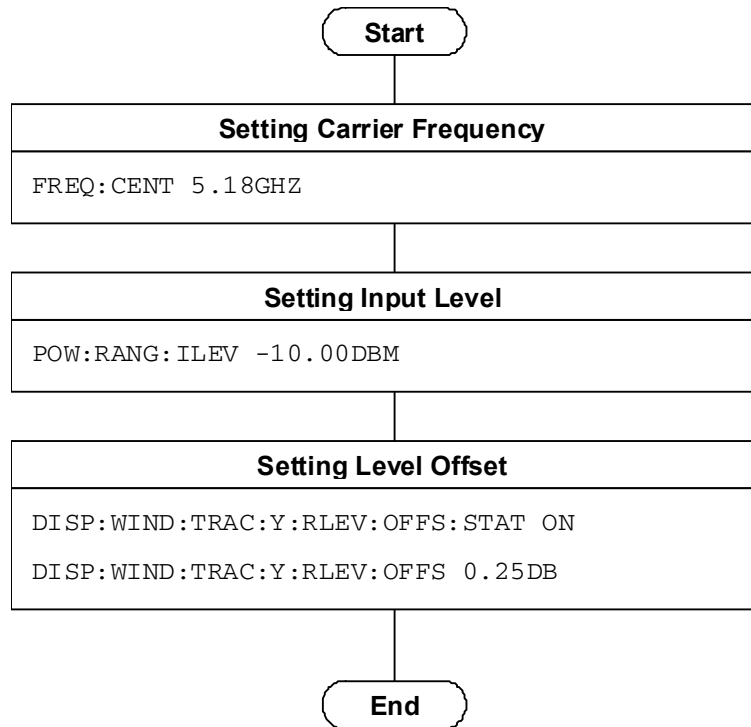 Start
Setting Carrier Frequency
FREQ:CENT 5.18GHZ
Setting Input Level
POW:RANG:ILEV -10.00DBM
Setting Level Offset
DISP:WIND:TRAC:Y:RLEV:OFFS:STAT ON
DISP:WIND:TRAC:Y:RLEV:OFFS 0.25DB
End